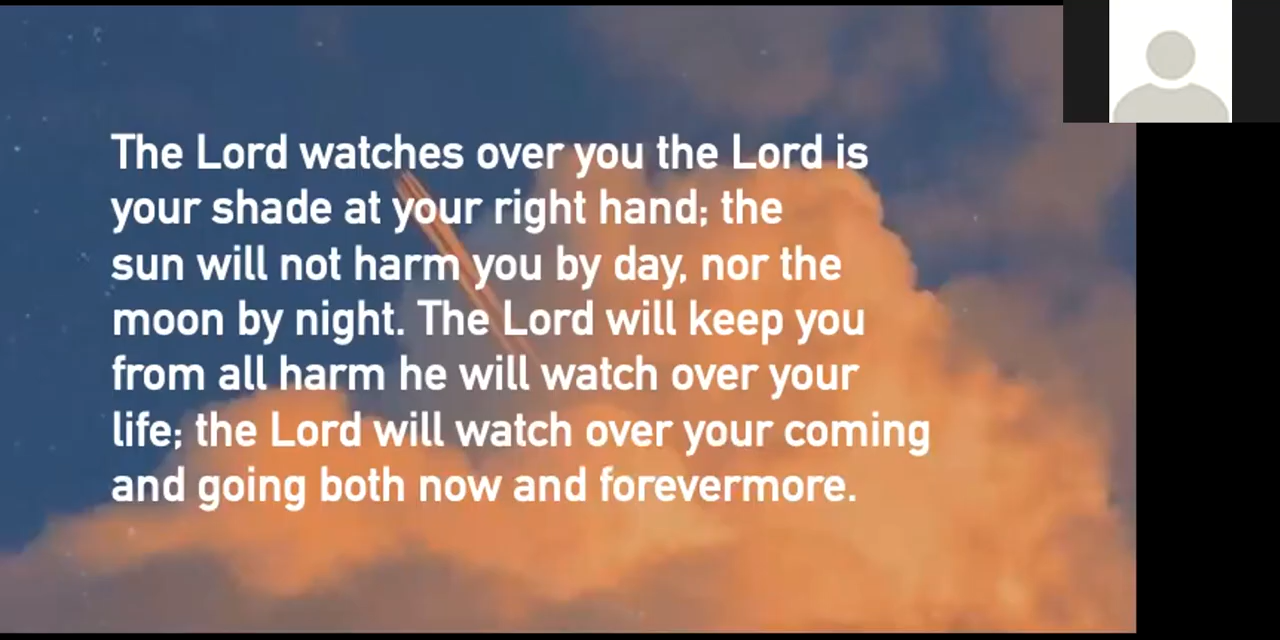 The Lord watches over you the Lord is
your shade at your right hand; the
sun will not harm you by day, nor the
moon by night. The Lord will keep you
from all harm he will watch over your
life; the Lord will watch over your coming
and going both now and forevermore.